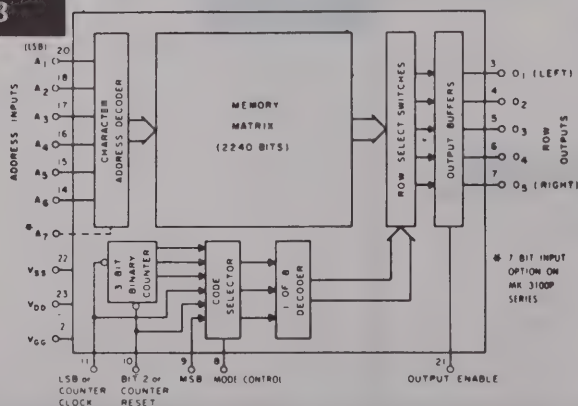 3
(LSB)
A1
20
A2
18
A3
17
A4
16
A5
15
A6
14
* A7
ADDRESS INPUTS
CHARACTER
ADDRESS DECODER
MEMORY
MATRIX
(2240 BITS)
ROW SELECT SWITCHES
OUTPUT BUFFERS
3
O1 (LEFT)
4
O2
5
O3
6
O4
7
O5 (RIGHT)
ROW
OUTPUTS
VSS
22
VDD
23
VGG
2
3 BIT
BINARY
COUNTER
CODE
SELECTOR
1 OF 8
DECODER
* 7 BIT INPUT
OPTION ON
MK 3100P
SERIES
11
10
9
8
21
LSB or
COUNTER
CLOCK
BIT 2 or
COUNTER
RESET
MSB
MODE CONTROL
OUTPUT ENABLE